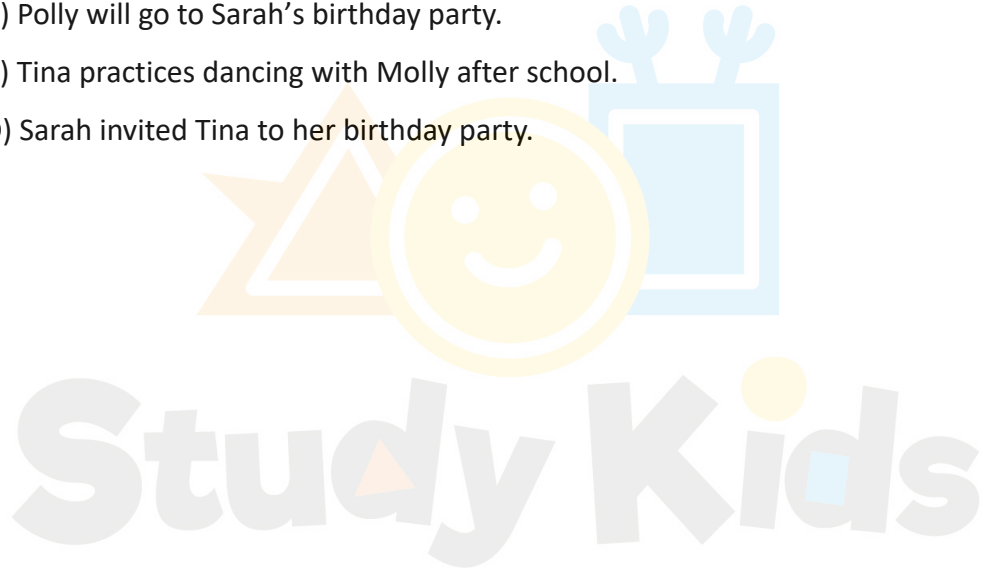 ) Polly will go to Sarah’s birthday party.
) Tina practices dancing with Molly after school.
) Sarah invited Tina to her birthday party.
Study Kids